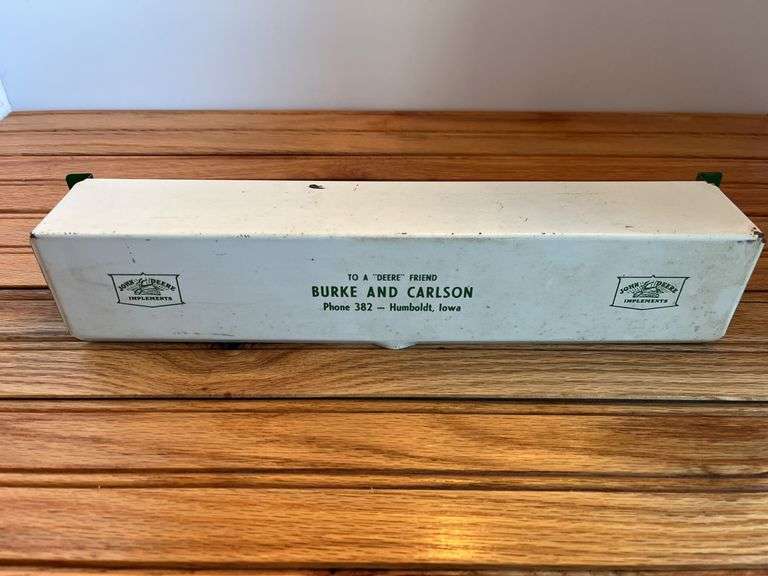 TO A "DEERE" FRIEND
BURKE AND CARLSON
Phone 382 — Humboldt, Iowa
JOHN DEERE
IMPLEMENTS
JOHN DEERE
IMPLEMENTS